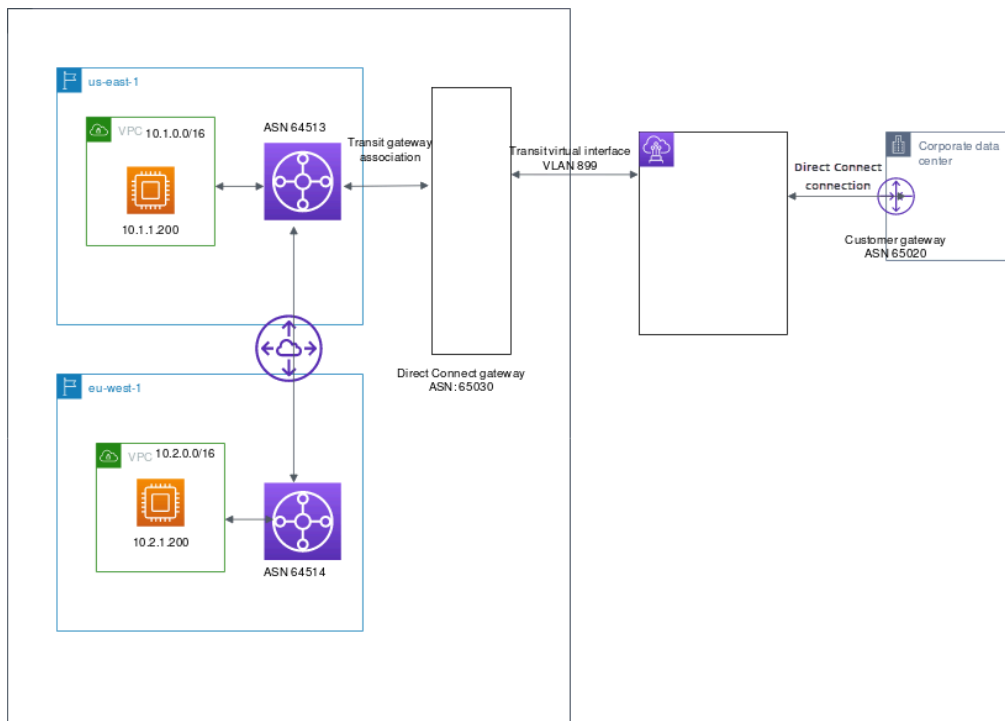 us-east-1
VPC 10.1.0.0/16
10.1.1.200
ASN 64513
Transit gateway
association
Direct Connect gateway
ASN: 65030
Transit virtual interface
VLAN 899
Direct Connect
connection
Corporate data
center
Customer gateway
ASN 65020
eu-west-1
VPC 10.2.0.0/16
10.2.1.200
ASN 64514